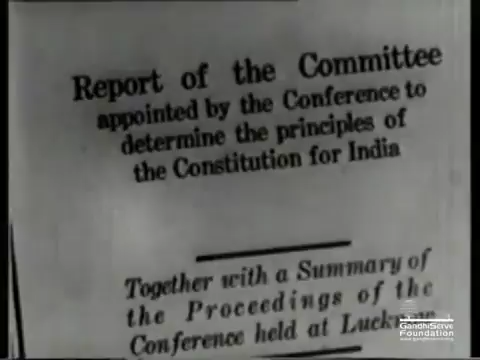 Report of the Committee
appointed by the Conference to
determine the principles of
the Constitution for India
Together with a Summary of
the Proceedings of the
Conference held at Lucknow
GandhiServe
Foundation